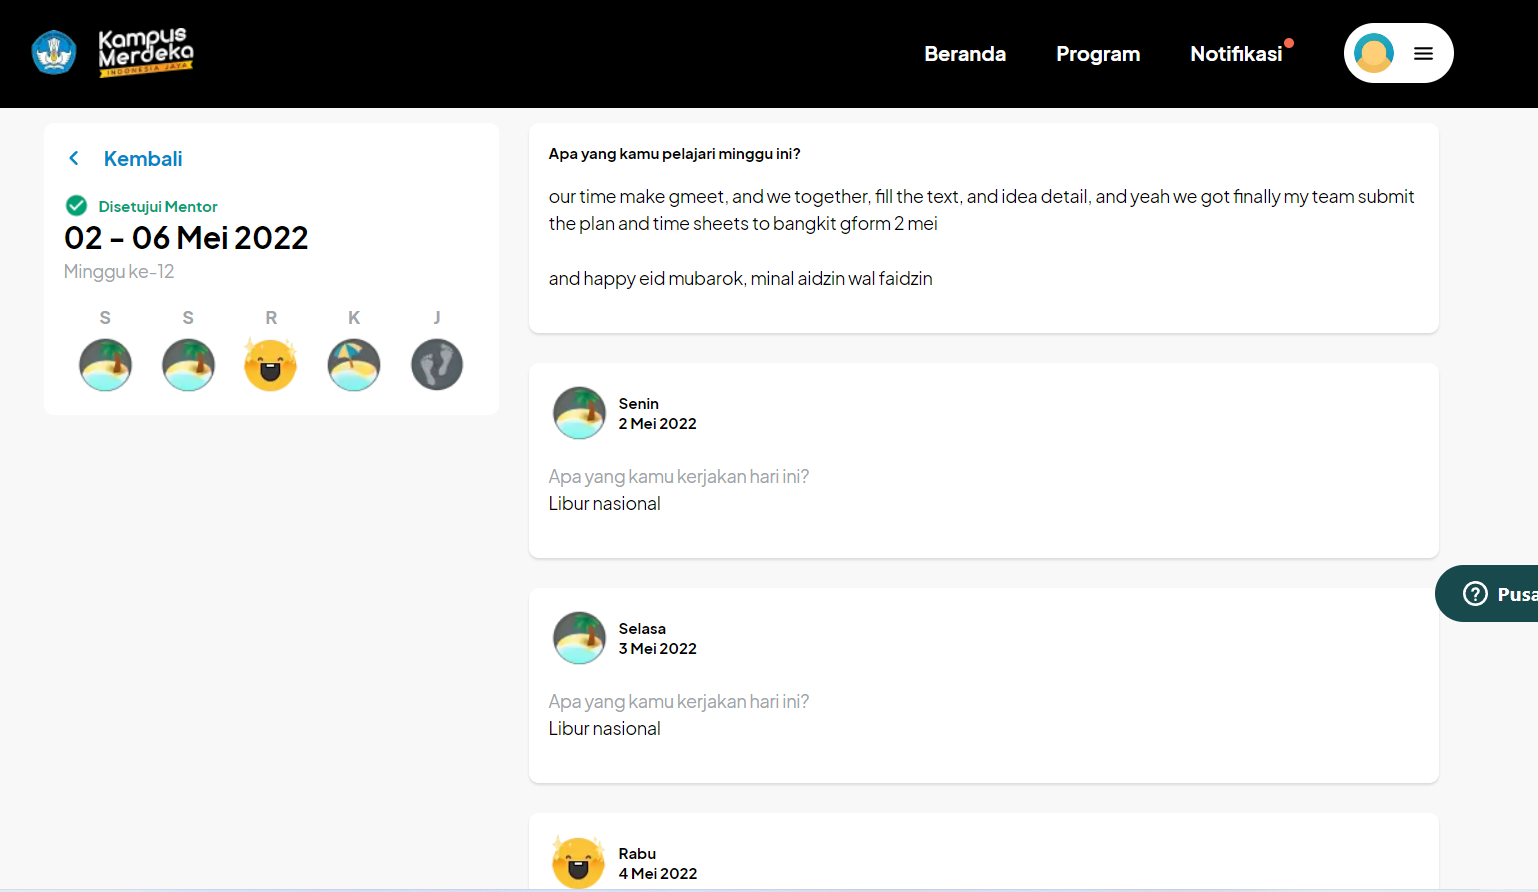 Kampus
Merdeka
INDONESIA JAYA
Beranda
Program
Notifikasi
Kembali
Disetujui Mentor
02 - 06 Mei 2022
Minggu ke-12
S S R K J
Apa yang kamu pelajari minggu ini?
our time make gmeet, and we together, fill the text, and idea detail, and yeah we got finally my team submit
the plan and time sheets to bangkit gform 2 mei
and happy eid mubarok, minal aidzin wal faidzin
Senin
2 Mei 2022
Apa yang kamu kerjakan hari ini?
Libur nasional
Selasa
3 Mei 2022
Apa yang kamu kerjakan hari ini?
Libur nasional
Rabu
4 Mei 2022
? Pusa